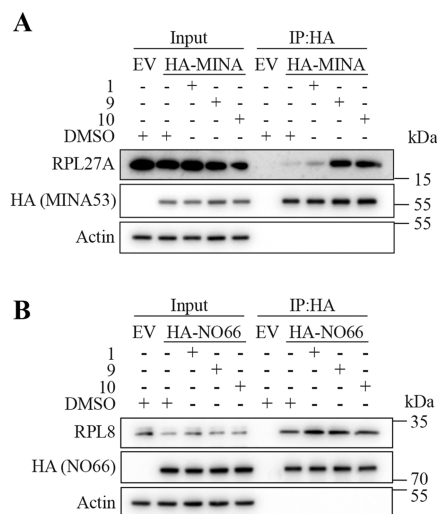 A
Input IP:HA
EV HA-MINA EV HA-MINA
1 - - + - - - - + - -
9 - - - + - - - - + -
10 - - - - + - - - - +
DMSO + + - - - + + - - - kDa
RPL27A
15
HA (MINA53) 55
55
Actin
B
Input IP:HA
EV HA-NO66 EV HA-NO66
1 - - + - - - - + - -
9 - - - + - - - - + -
10 - - - - + - - - - +
DMSO + + - - - + + - - - kDa
35
RPL8
HA (NO66)
70
55
Actin